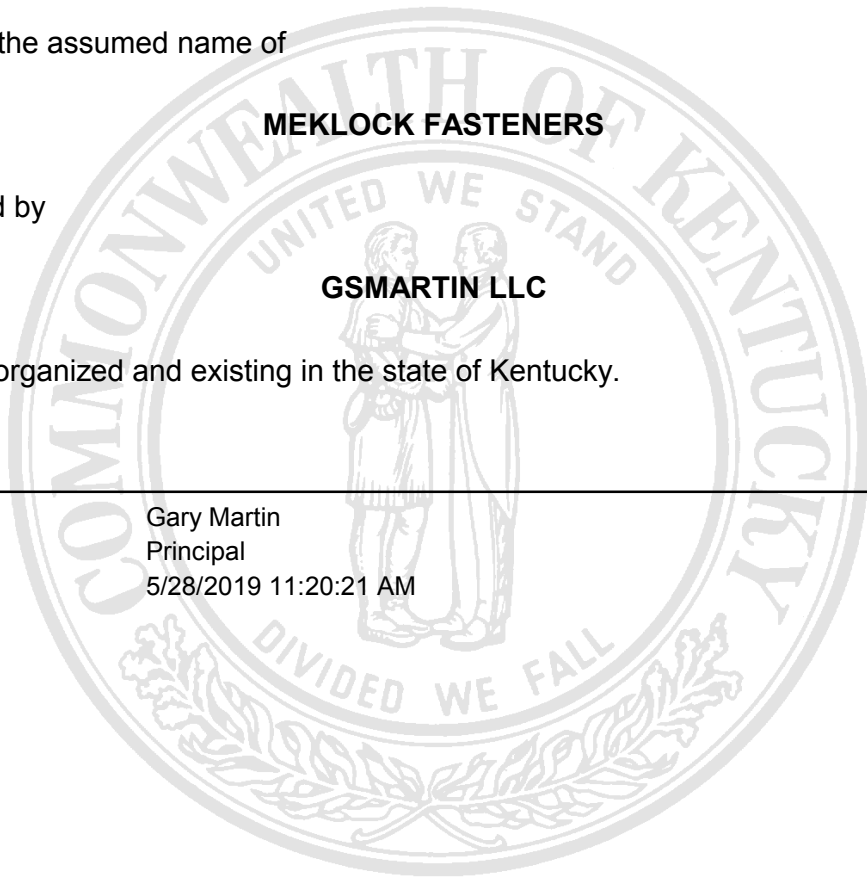 the assumed name of
MEKLOCK FASTENERS
d by
GSMARTIN LLC
organized and existing in the state of Kentucky.
Gary Martin
Principal
5/28/2019 11:20:21 AM
COMMONWEALTH OF KENTUCKY
UNITED WE STAND
DIVIDED WE FALL